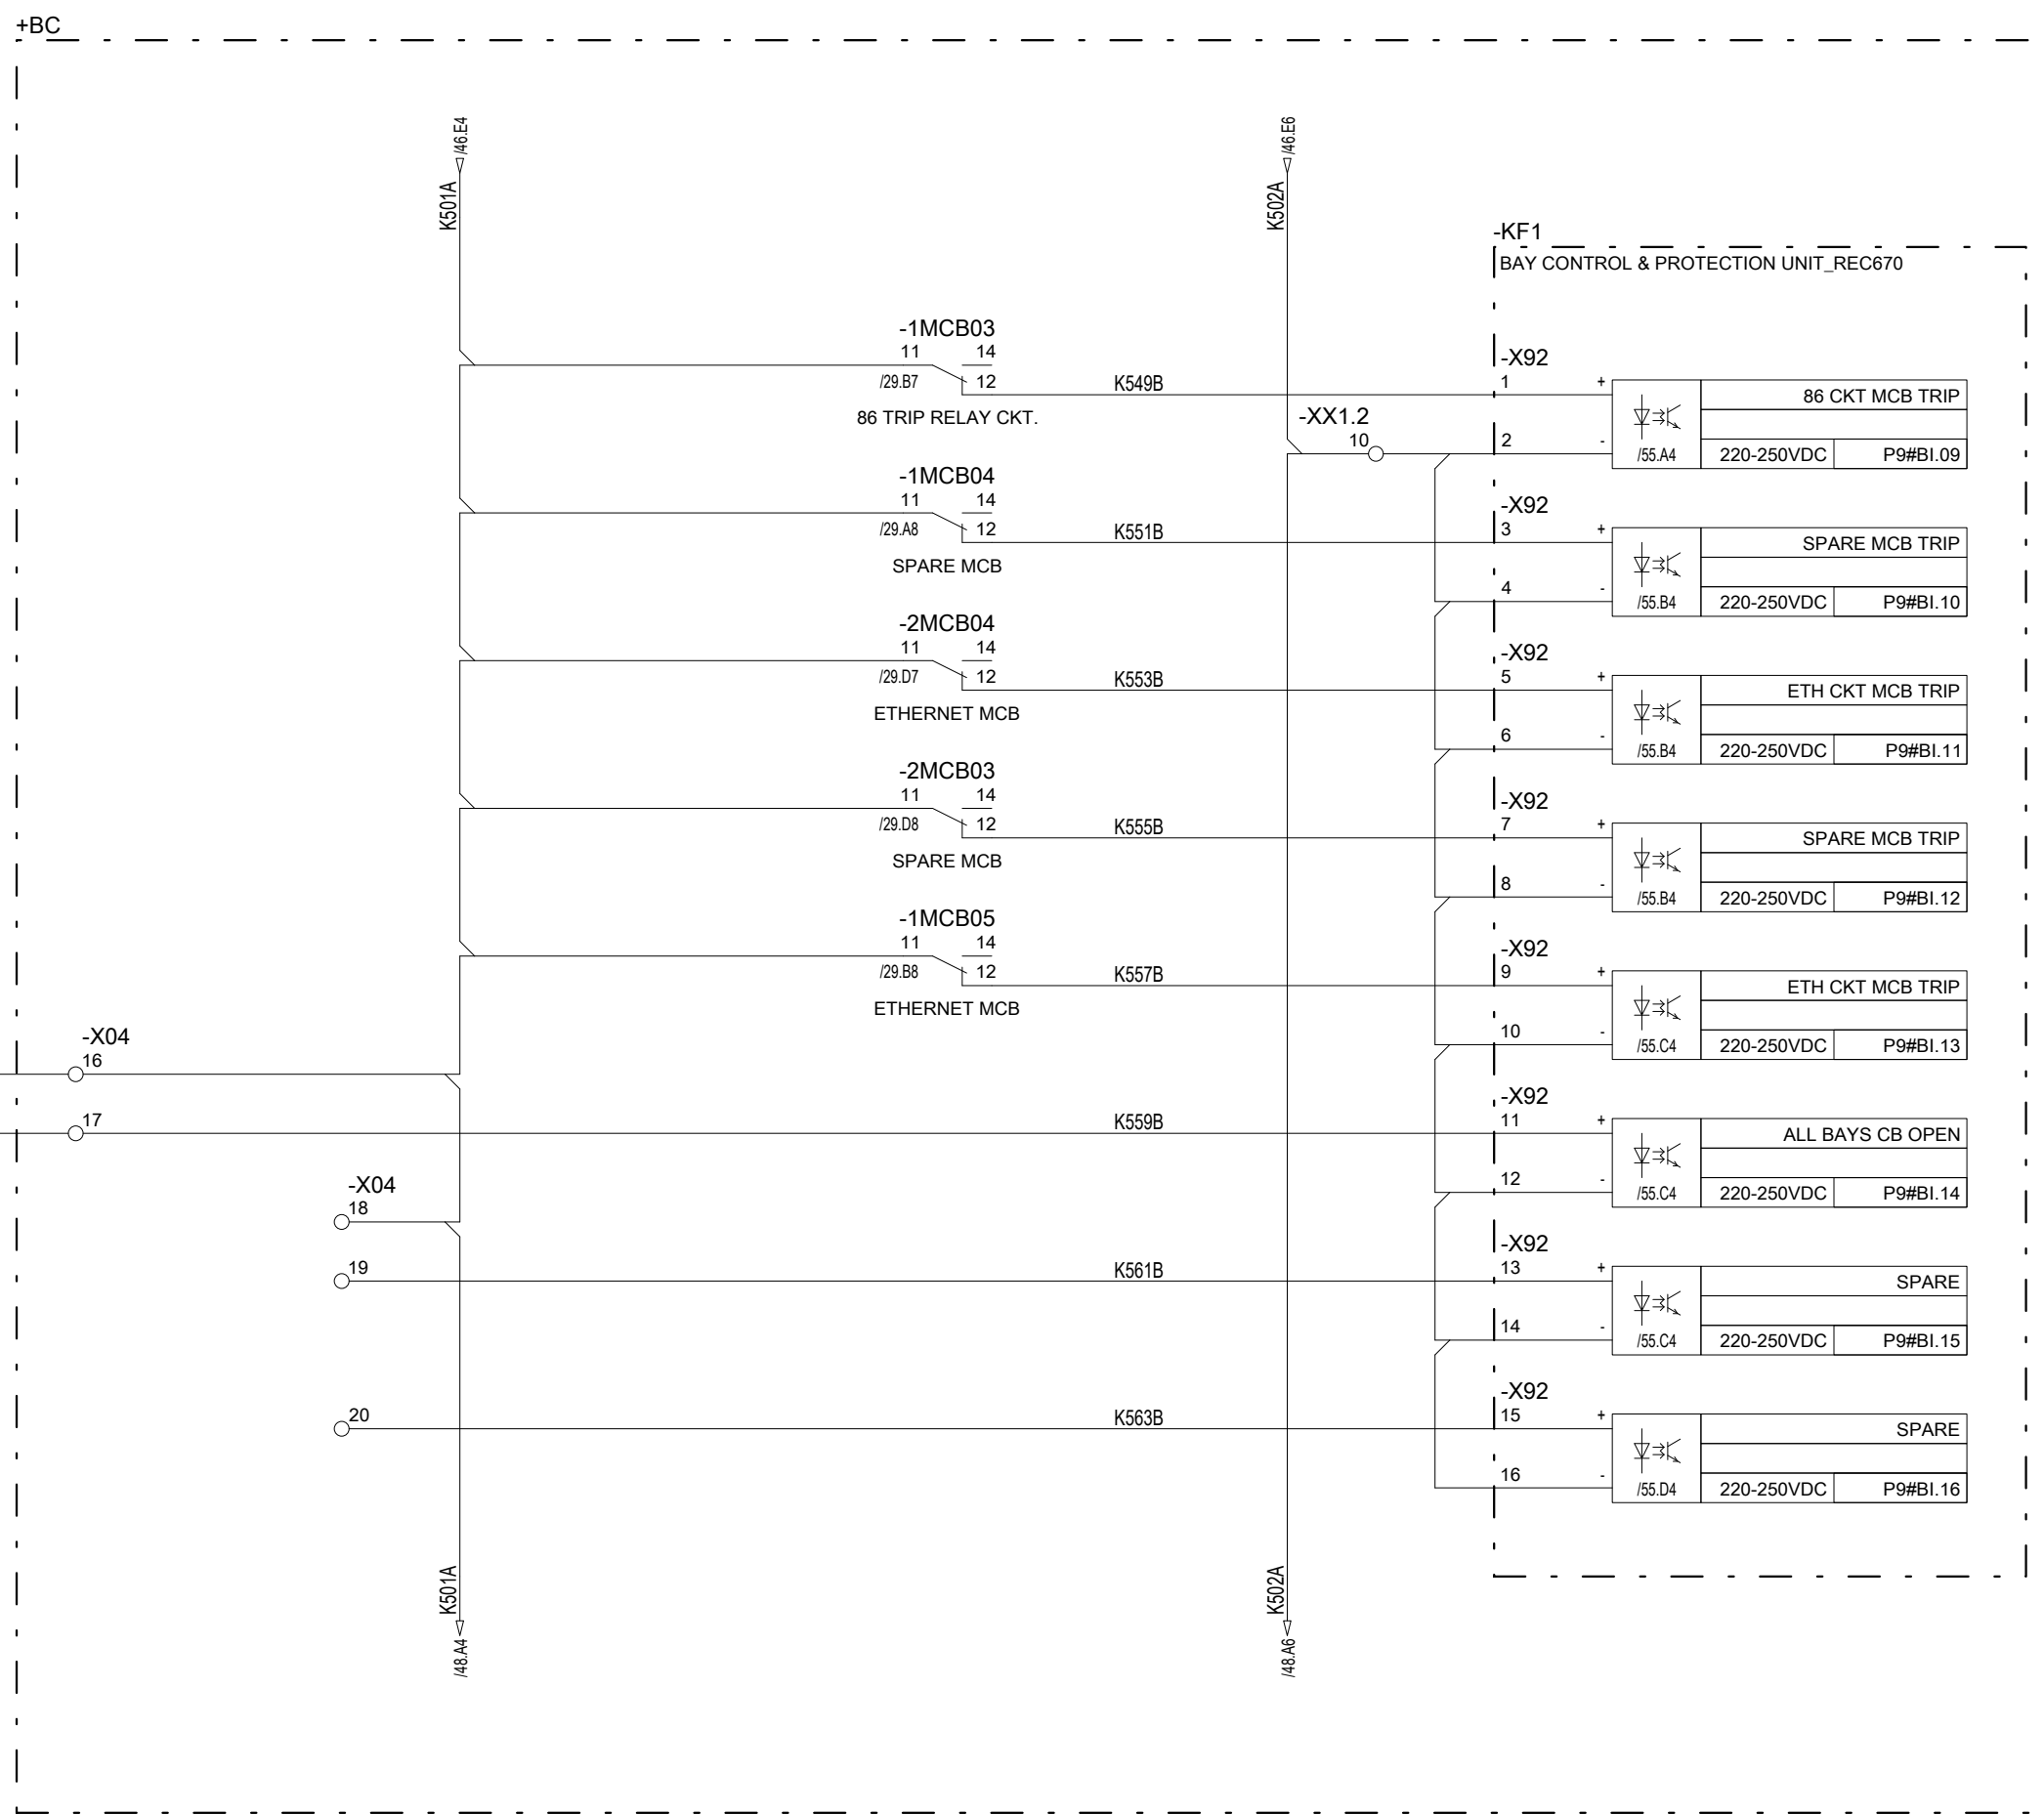 +BC
/46.E4
K501A
/46.E6
K502A
-KF1
BAY CONTROL & PROTECTION UNIT_REC670
-1MCB03
11 14
/29.B7 12
86 TRIP RELAY CKT.
K549B
-XX1.2
10
-X92
1 +
2 -
86 CKT MCB TRIP
/55.A4 220-250VDC P9#BI.09
-1MCB04
11 14
/29.A8 12
SPARE MCB
K551B
-X92
3 +
4 -
SPARE MCB TRIP
/55.B4 220-250VDC P9#BI.10
-2MCB04
11 14
/29.D7 12
ETHERNET MCB
K553B
-X92
5 +
6 -
ETH CKT MCB TRIP
/55.B4 220-250VDC P9#BI.11
-2MCB03
11 14
/29.D8 12
SPARE MCB
K555B
-X92
7 +
8 -
SPARE MCB TRIP
/55.B4 220-250VDC P9#BI.12
-1MCB05
11 14
/29.B8 12
ETHERNET MCB
K557B
-X92
9 +
10 -
ETH CKT MCB TRIP
/55.C4 220-250VDC P9#BI.13
-X04
16
17
K559B
-X92
11 +
12 -
ALL BAYS CB OPEN
/55.C4 220-250VDC P9#BI.14
-X04
18
19
K561B
-X92
13 +
14 -
SPARE
/55.C4 220-250VDC P9#BI.15
20
K563B
-X92
15 +
16 -
SPARE
/55.D4 220-250VDC P9#BI.16
K501A
/48.A4
K502A
/48.A6